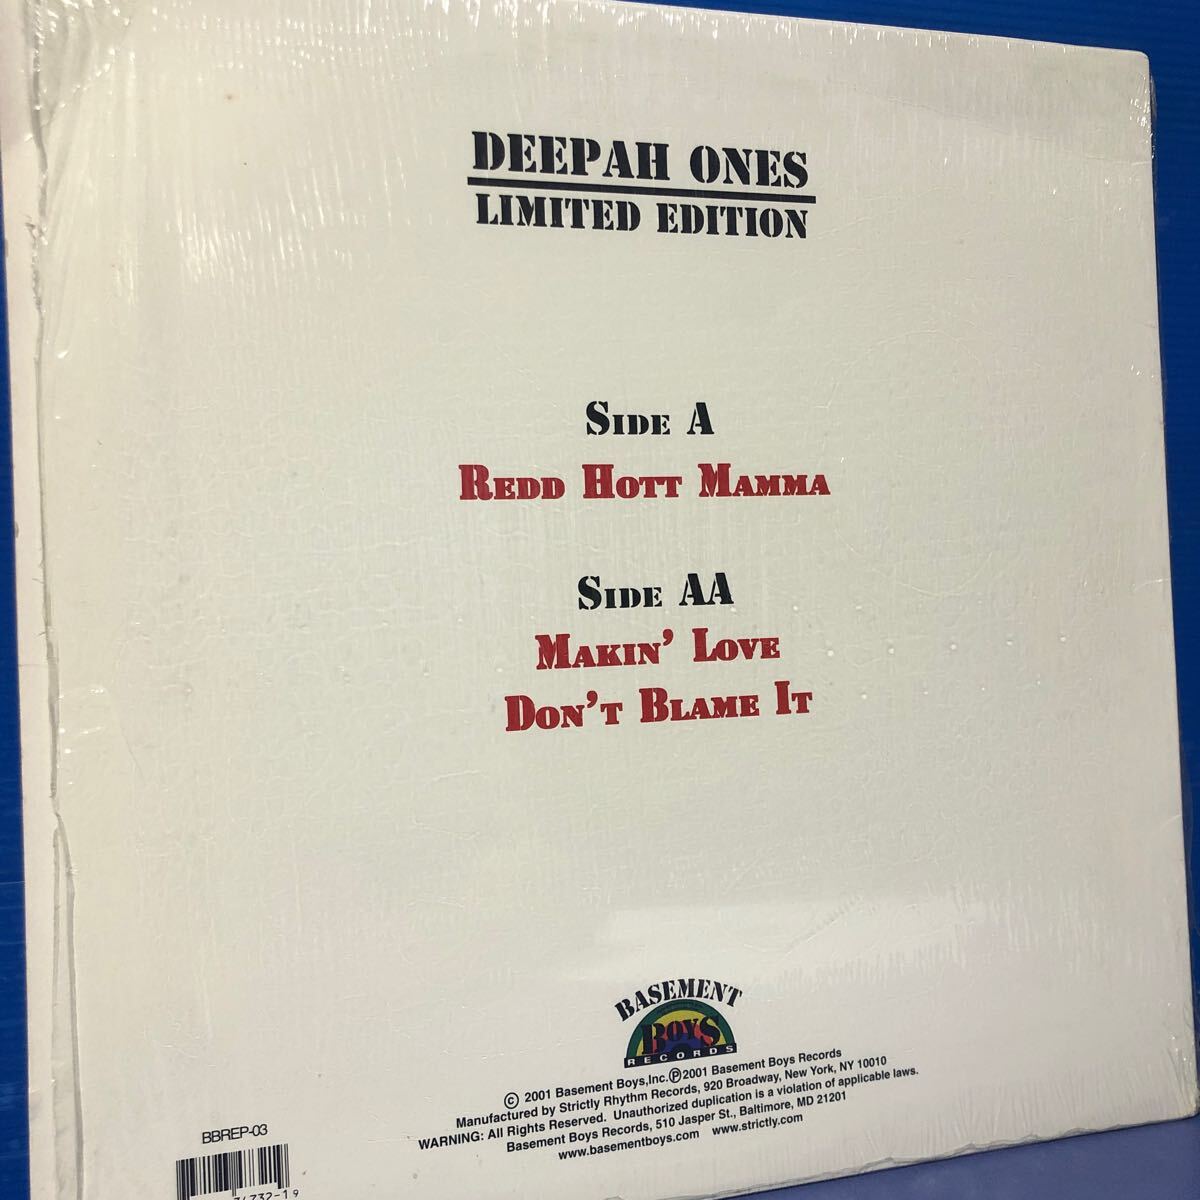 DEEPAH ONES
LIMITED EDITION
SIDE A
REDD HOTT MAMMA
SIDE AA
MAKIN' LOVE
DON'T BLAME IT
BASEMENT
BOYS
RECORDS
© 2001 Basement Boys,Inc.℗2001 Basement Boys Records
Manufactured by Strictly Rhythm Records, 920 Broadway, New York, NY 10010
WARNING: All Rights Reserved. Unauthorized duplication is a violation of applicable laws.
Basement Boys Records, 510 Jasper St., Baltimore, MD 21201
www.basementboys.com www.strictly.com
BBREP-03